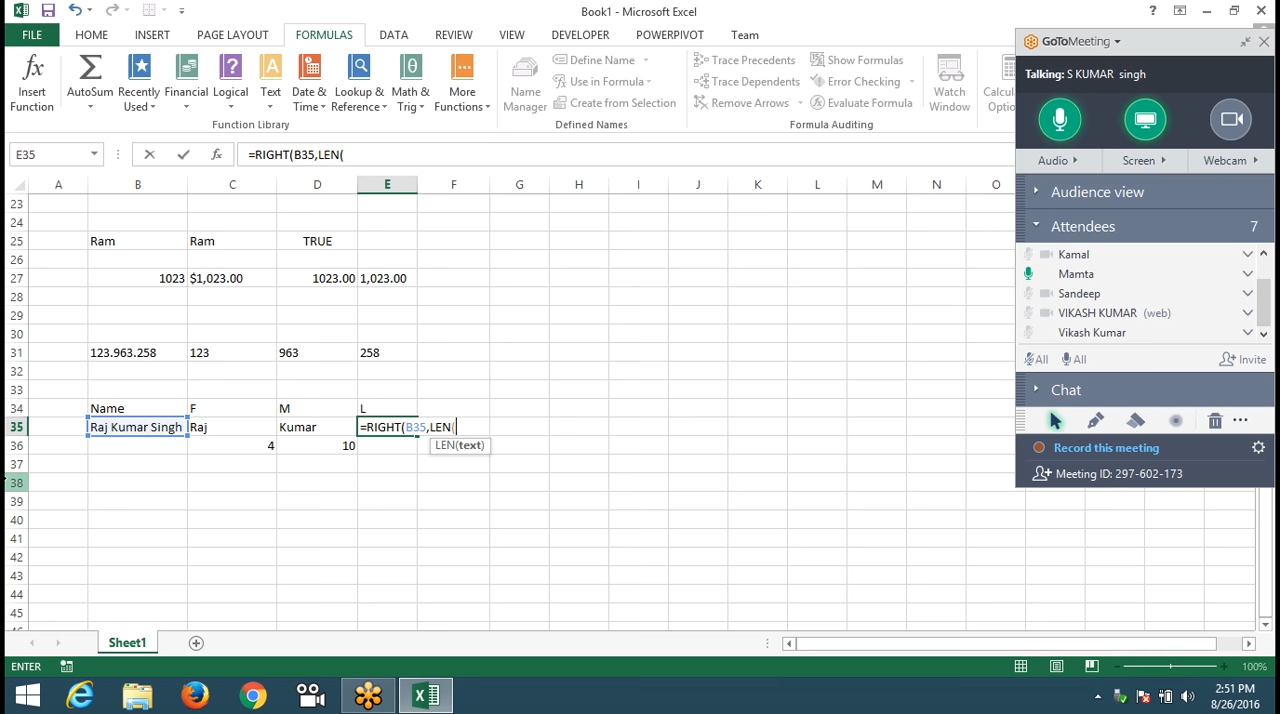 Book1 - Microsoft Excel
FILE HOME INSERT PAGE LAYOUT FORMULAS DATA REVIEW VIEW DEVELOPER POWERPIVOT Team
Insert Function
AutoSum
Recently Used
Financial
Logical
Text
Date & Time
Lookup & Reference
Math & Trig
More Functions
Function Library
Name Manager
Define Name
Use in Formula
Create from Selection
Defined Names
Trace Precedents
Trace Dependents
Remove Arrows
Show Formulas
Error Checking
Evaluate Formula
Formula Auditing
Watch Window
E35 =RIGHT(B35,LEN(
A B C D E F G H I J K L M N O
23
24
25 Ram Ram TRUE
26
27 1023 $1,023.00 1023.00 1,023.00
28
29
30
31 123.963.258 123 963 258
32
33
34 Name F M L
35 Raj Kumar Singh Raj Kumar =RIGHT(B35,LEN(
36 4 10 LEN(text)
37
38
39
40
41
42
43
44
45
Sheet1
ENTER
100%
GoToMeeting
Talking: S KUMAR singh
Audio Screen Webcam
Audience view
Attendees 7
Kamal
Mamta
Sandeep
VIKASH KUMAR (web)
Vikash Kumar
All All Invite
Chat
Record this meeting
Meeting ID: 297-602-173
2:51 PM
8/26/2016